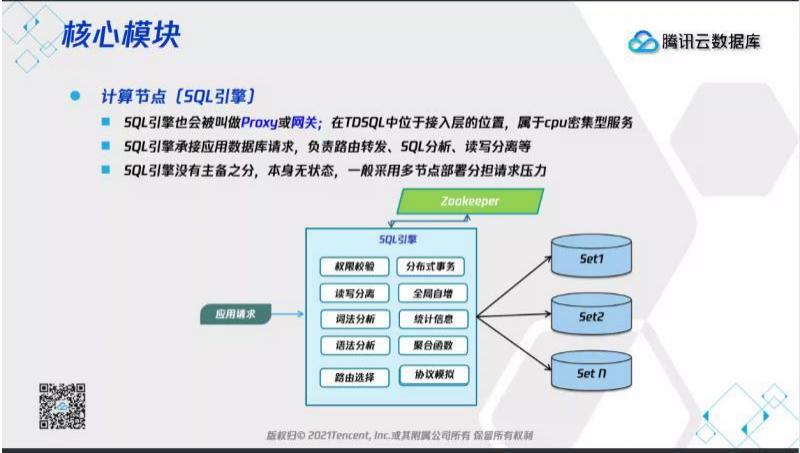 核心模块
腾讯云数据库
计算节点（SQL引擎）
SQL引擎也会被叫做Proxy或网关；在TDSQL中位于接入层的位置，属于cpu密集型服务
SQL引擎承接应用数据库请求，负责路由转发、SQL分析、读写分离等
SQL引擎没有主备之分，本身无状态，一般采用多节点部署分担请求压力
Zookeeper
SQL引擎
权限校验 分布式事务
读写分离 全局自增
词法分析 统计信息
语法分析 聚合函数
路由选择 协议模拟
应用请求
Set1
Set2
Set n
版权归© 2021Tencent, Inc.或其附属公司所有 保留所有权利